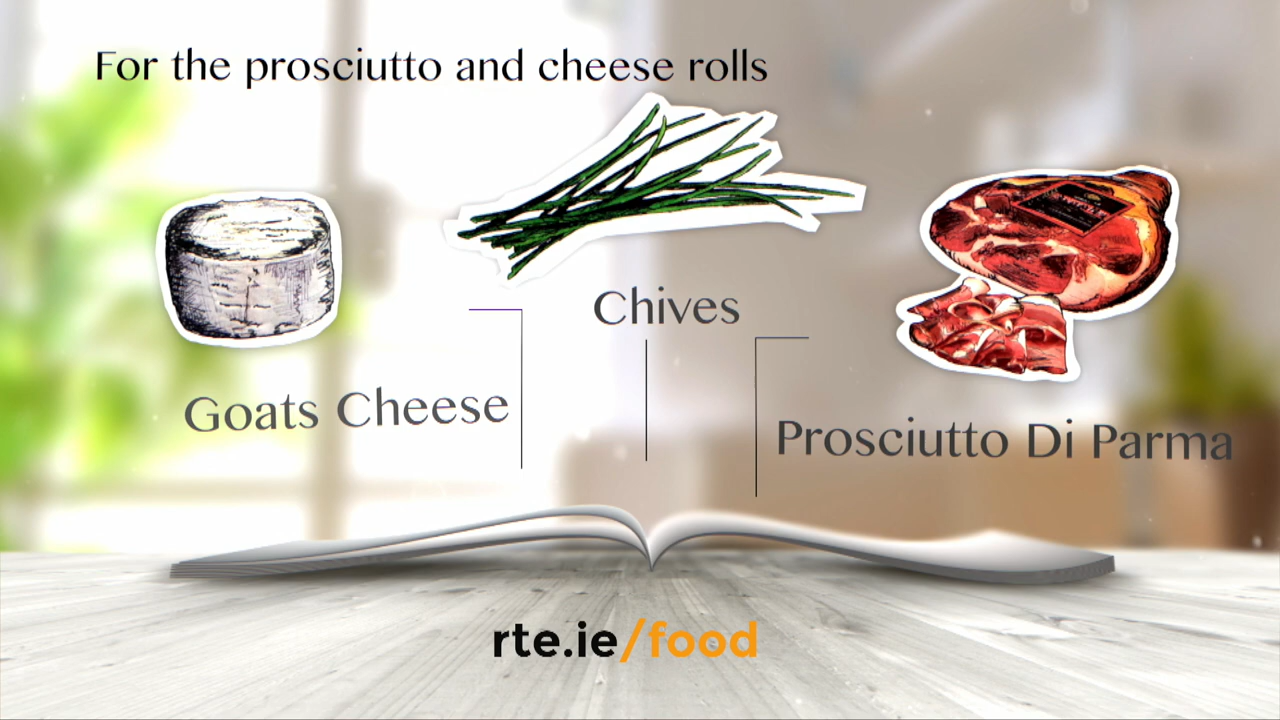 For the prosciutto and cheese rolls
Chives
Goats Cheese
Prosciutto Di Parma
rte.ie/food